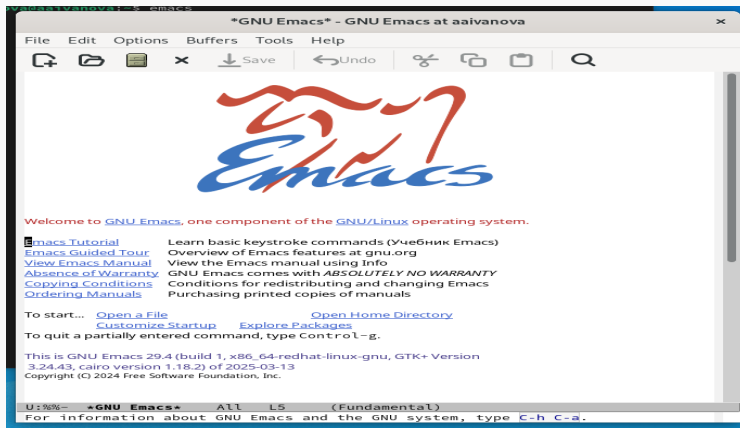 aaivanova:~$ emacs
*GNU Emacs* - GNU Emacs at aaivanova
File Edit Options Buffers Tools Help
Save Undo
Emacs
Welcome to GNU Emacs, one component of the GNU/Linux operating system.
Emacs Tutorial Learn basic keystroke commands (Учебник Emacs)
Emacs Guided Tour Overview of Emacs features at gnu.org
View Emacs Manual View the Emacs manual using Info
Absence of Warranty GNU Emacs comes with ABSOLUTELY NO WARRANTY
Copying Conditions Conditions for redistributing and changing Emacs
Ordering Manuals Purchasing printed copies of manuals
To start... Open a File Open Home Directory
Customize Startup Explore Packages
To quit a partially entered command, type Control-g.
This is GNU Emacs 29.4 (build 1, x86_64-redhat-linux-gnu, GTK+ Version
3.24.43, cairo version 1.18.2) of 2025-03-13
Copyright (C) 2024 Free Software Foundation, Inc.
U:%%- *GNU Emacs* All L5 (Fundamental)
For information about GNU Emacs and the GNU system, type C-h C-a.